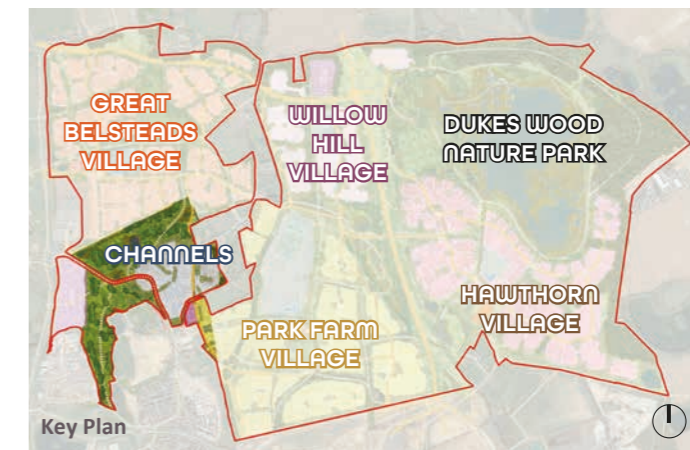 GREAT
BELSTEADS
VILLAGE
WILLOW
HILL
VILLAGE
DUKES WOOD
NATURE PARK
CHANNELS
HAWTHORN
VILLAGE
PARK FARM
VILLAGE
Key Plan